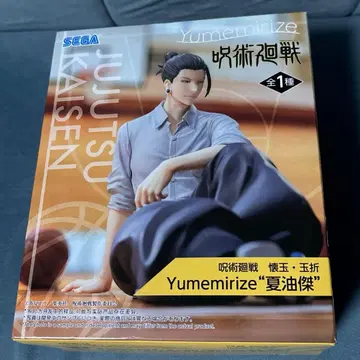 SEGA
Yumemirize
呪術廻戦
全1種
JUJUTSU
KAISEN
呪術廻戦 懐玉・玉折
Yumemirize“夏油傑”